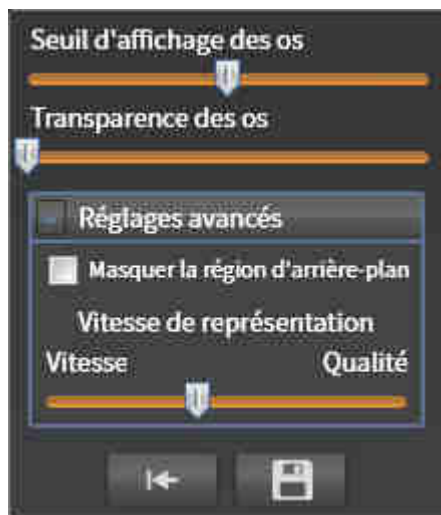 Seuil d'affichage des os
Transparence des os
Réglages avancés
Masquer la région d'arrière-plan
Vitesse de représentation
Vitesse Qualité